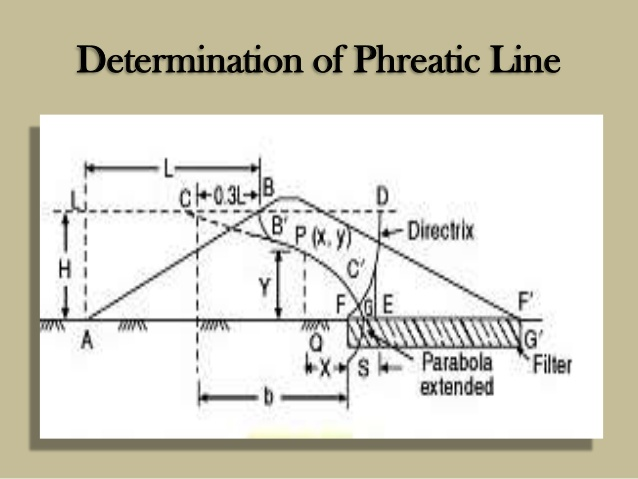 Determination of Phreatic Line
L
L
C
0.3L
B
D
B'
P (x, y)
Directrix
H
Y
C'
F
G
E
F'
A
Q
G'
X
S
Parabola
extended
Filter
b